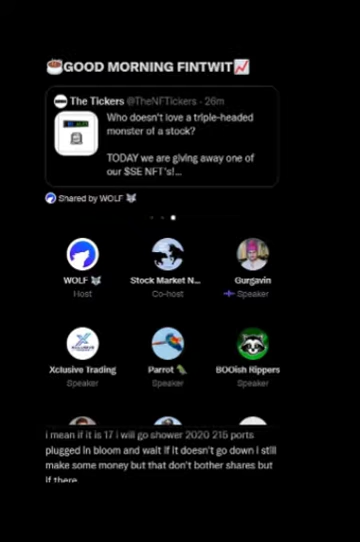 ☕GOOD MORNING FINTWIT📈
The Tickers @TheNFTickers · 26m
Who doesn't love a triple-headed
monster of a stock?
TODAY we are giving away one of
our $SE NFT's!...
Shared by WOLF 🐺
WOLF 🐺 Stock Market N... Gurgavin
Host Co-host Speaker
Xclusive Trading Parrot 🦜 BOOish Rippers
Speaker Speaker Speaker
i mean if it is 17 i will go shower 2020 215 ports
plugged in bloom and wait if it doesn't go down i still
make some money but that don't bother shares but
if there